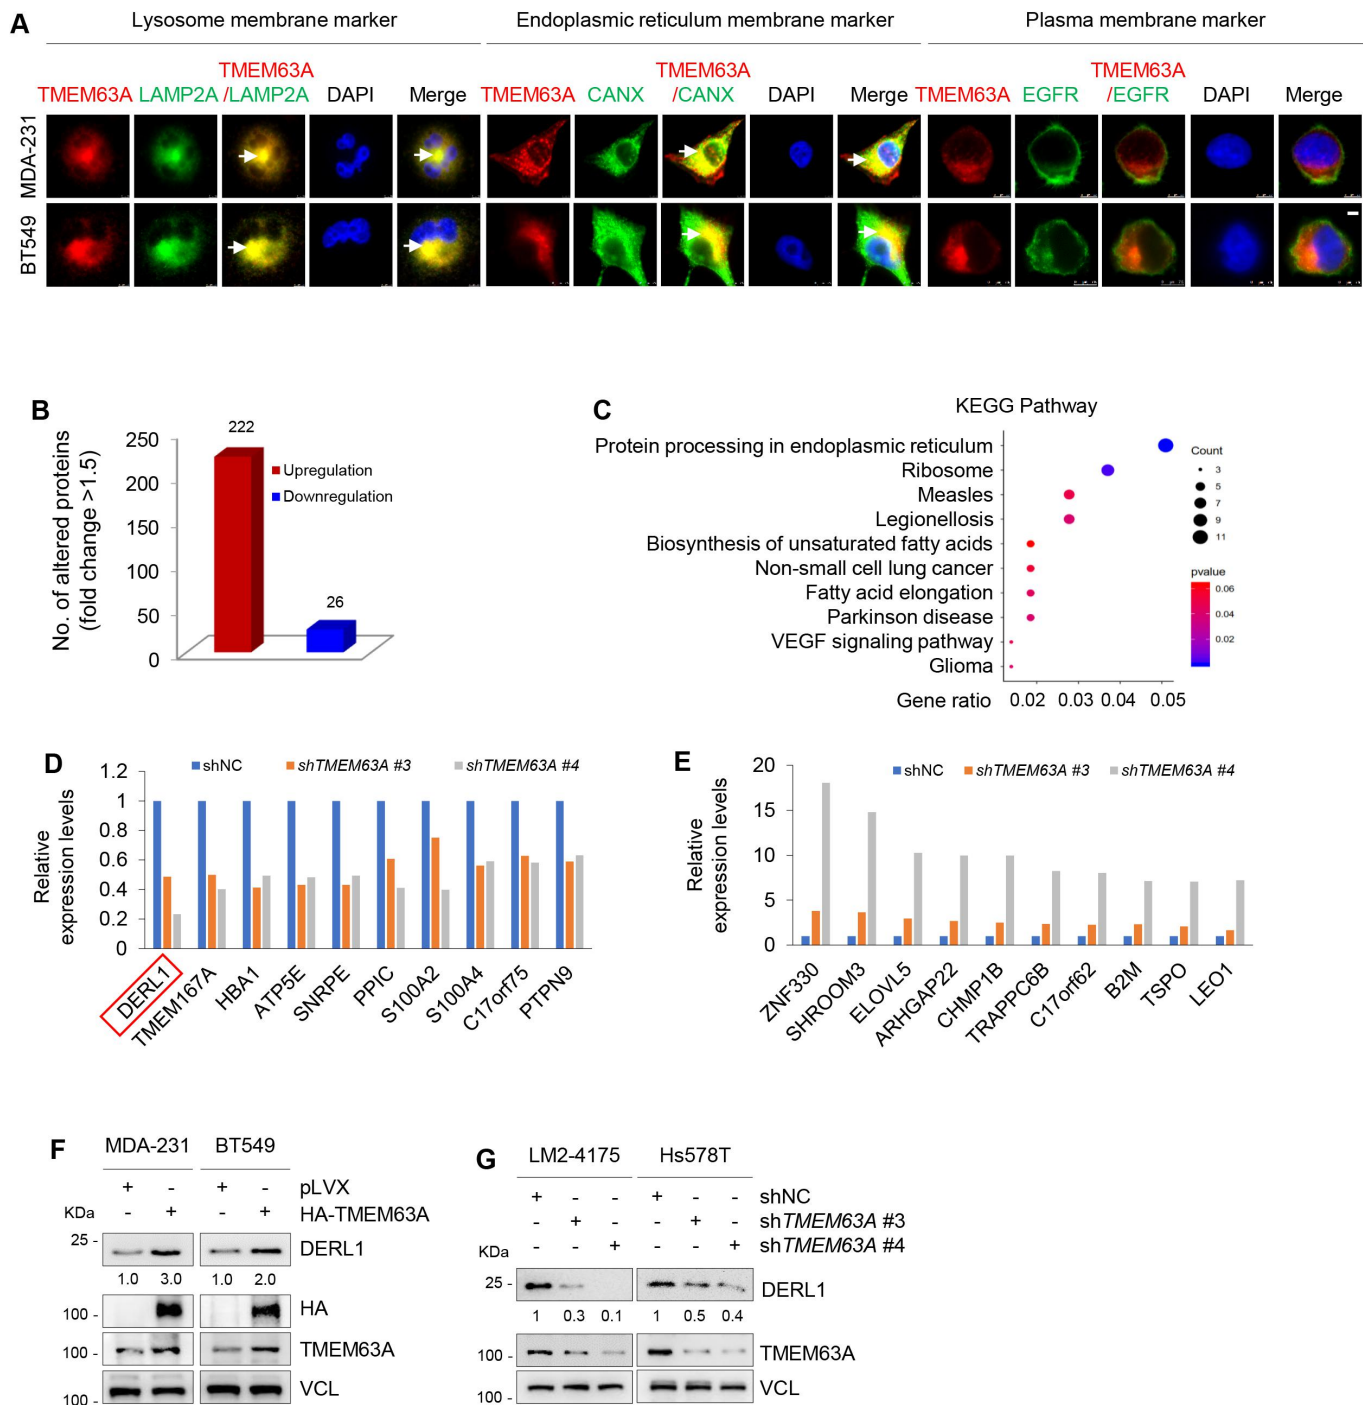 A
Lysosome membrane marker
Endoplasmic reticulum membrane marker
Plasma membrane marker
TMEM63A LAMP2A TMEM63A /LAMP2A DAPI Merge
TMEM63A CANX TMEM63A /CANX DAPI Merge
TMEM63A EGFR TMEM63A /EGFR DAPI Merge
MDA-231
BT549
B
No. of altered proteins
(fold change >1.5)
250
200
150
100
50
0
222
26
Upregulation
Downregulation
C
KEGG Pathway
Protein processing in endoplasmic reticulum
Ribosome
Measles
Legionellosis
Biosynthesis of unsaturated fatty acids
Non-small cell lung cancer
Fatty acid elongation
Parkinson disease
VEGF signaling pathway
Glioma
Gene ratio 0.02 0.03 0.04 0.05
Count
3
5
7
9
11
pvalue
0.06
0.04
0.02
D
Relative
expression levels
1.2
1
0.8
0.6
0.4
0.2
0
shNC shTMEM63A #3 shTMEM63A #4
DERL1
TMEM167A
HBA1
ATP5E
SNRPE
PPIC
S100A2
S100A4
C17orf75
PTPN9
E
Relative
expression levels
20
15
10
5
0
shNC shTMEM63A #3 shTMEM63A #4
ZNF330
SHROOM3
ELOVL5
ARHGAP22
CHMP1B
TRAPPC6B
C17orf62
B2M
TSPO
LEO1
F
MDA-231 BT549
+ - + - pLVX
KDa - + - + HA-TMEM63A
25 - DERL1
1.0 3.0 1.0 2.0
100 - HA
100 - TMEM63A
100 - VCL
G
LM2-4175 Hs578T
+ - - + - - shNC
- + - - + - shTMEM63A #3
KDa - - + - - + shTMEM63A #4
25 - DERL1
1 0.3 0.1 1 0.5 0.4
100 - TMEM63A
100 - VCL